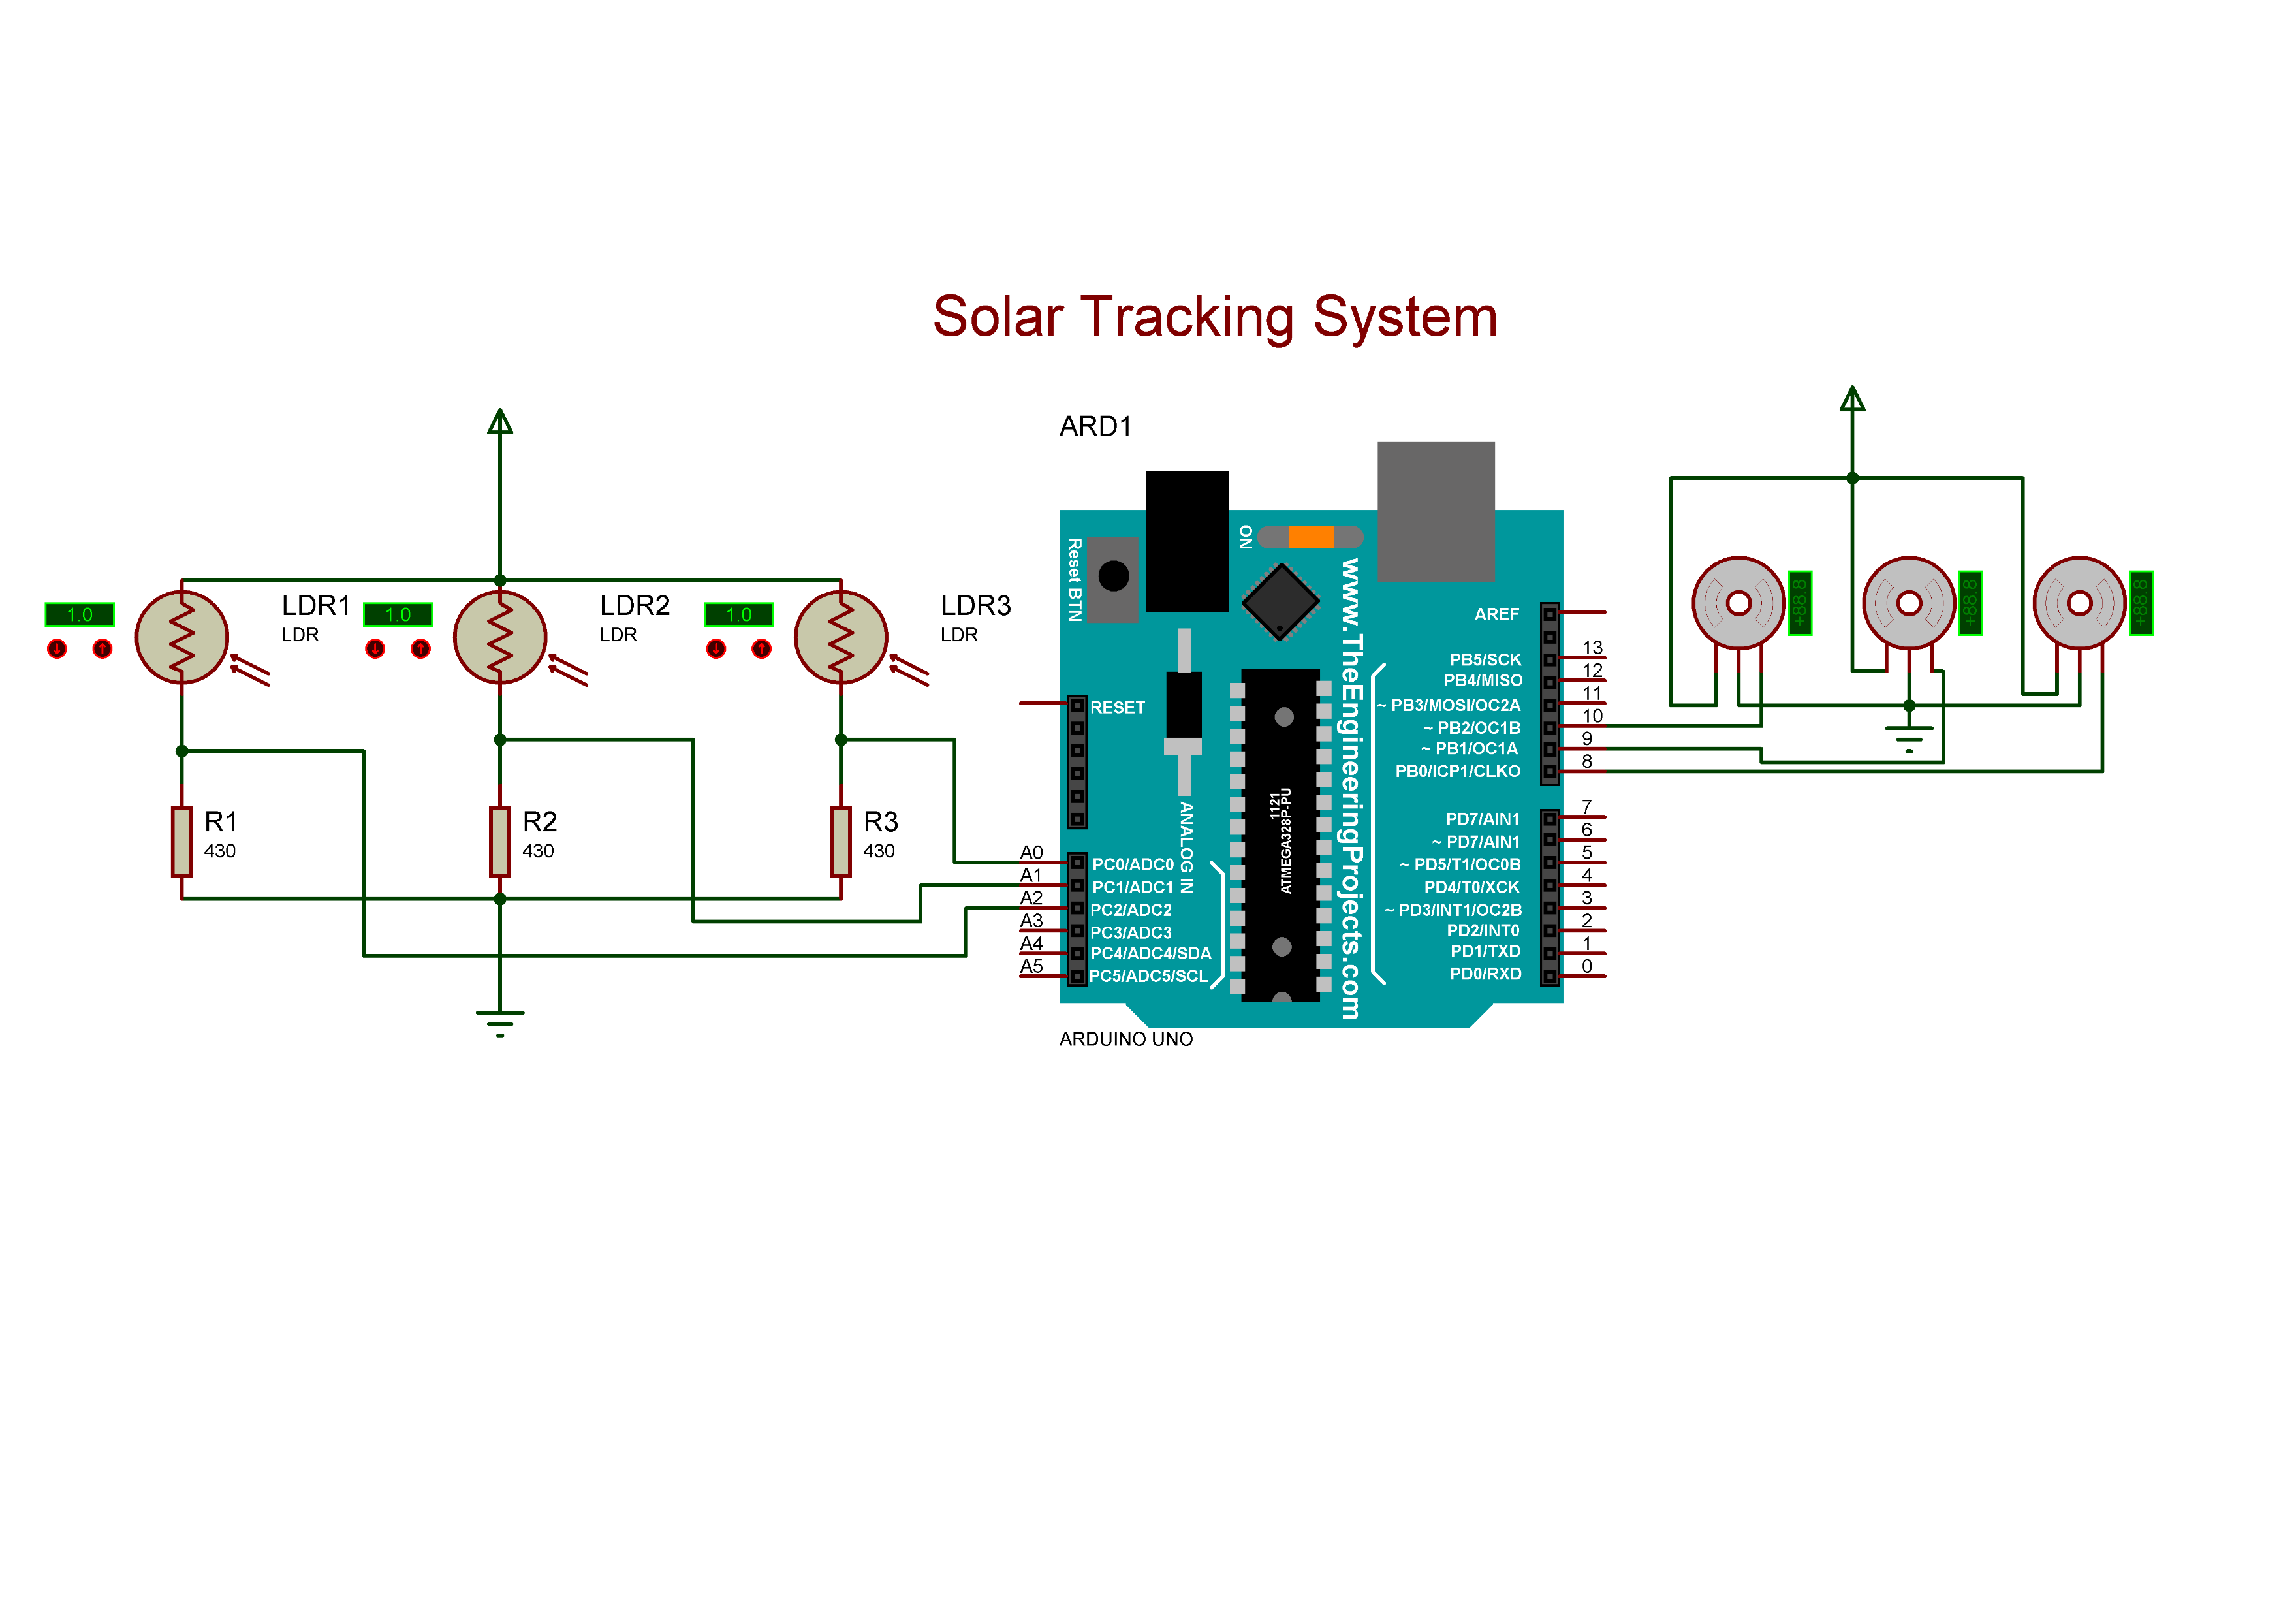 Solar Tracking System
ARD1
LDR1
LDR
1.0
LDR2
LDR
1.0
LDR3
LDR
1.0
R1
430
R2
430
R3
430
Reset BTN
ON
www.TheEngineeringProjects.com
RESET
ANALOG IN
1121
ATMEGA328P-PU
A0 PC0/ADC0
A1 PC1/ADC1
A2 PC2/ADC2
A3 PC3/ADC3
A4 PC4/ADC4/SDA
A5 PC5/ADC5/SCL
AREF
PB5/SCK 13
PB4/MISO 12
~ PB3/MOSI/OC2A 11
~ PB2/OC1B 10
~ PB1/OC1A 9
PB0/ICP1/CLKO 8
PD7/AIN1 7
~ PD7/AIN1 6
~ PD5/T1/OC0B 5
PD4/T0/XCK 4
~ PD3/INT1/OC2B 3
PD2/INT0 2
PD1/TXD 1
PD0/RXD 0
ARDUINO UNO
+88.8
+88.8
+88.8